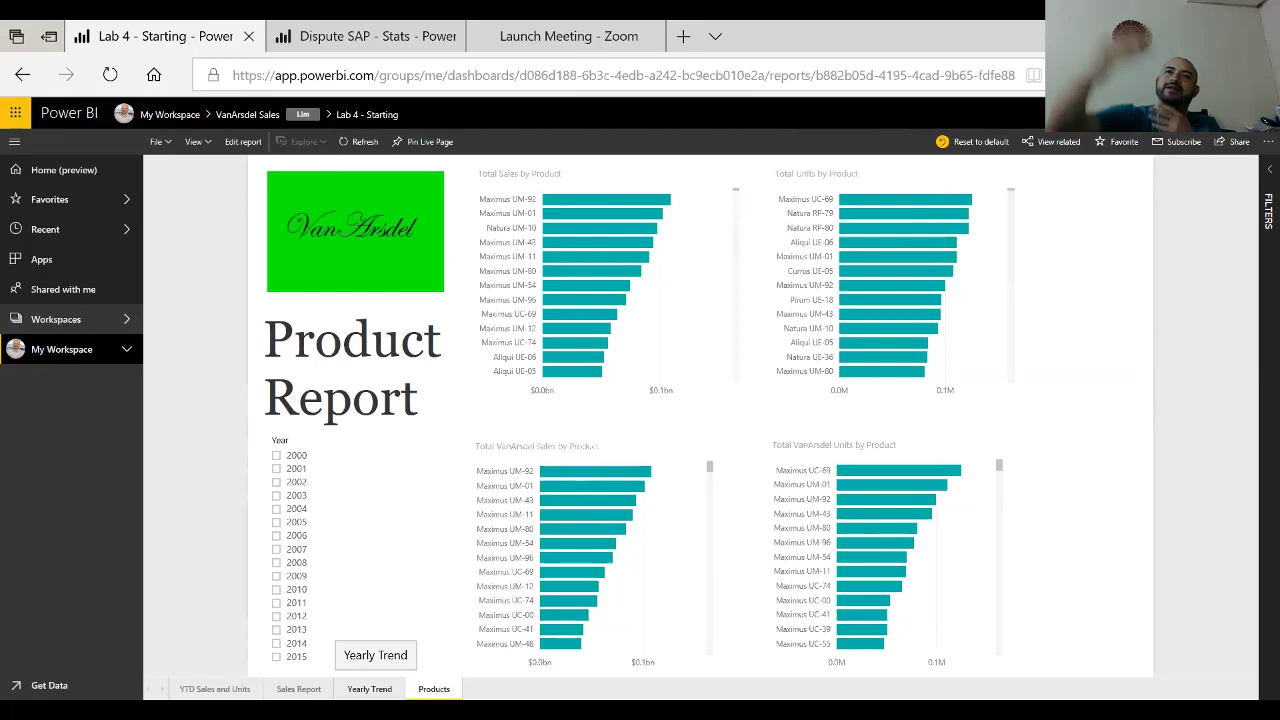 Lab 4 - Starting - Power
Dispute SAP - Stats - Power
Launch Meeting - Zoom
https://app.powerbi.com/groups/me/dashboards/d086d188-6b3c-4edb-a242-bc9ecb010e2a/reports/b882b05d-4195-4cad-9b65-fdfe88
Power BI
My Workspace > VanArsdel Sales Lim > Lab 4 - Starting
File View Edit report Explore Refresh Pin Live Page Reset to default View related Favorite Subscribe Share ...
Home (preview)
Favorites
Recent
Apps
Shared with me
Workspaces
My Workspace
Get Data
VanArsdel
Product
Report
Year
2000
2001
2002
2003
2004
2005
2006
2007
2008
2009
2010
2011
2012
2013
2014
2015
Yearly Trend
Total Sales by Product
Maximus UM-92
Maximus UM-01
Natura UM-10
Maximus UM-43
Maximus UM-11
Maximus UM-80
Maximus UM-54
Maximus UM-96
Maximus UC-69
Maximus UM-12
Maximus UC-74
Aliqui UE-06
Aliqui UE-05
$0.0bn $0.1bn
Total Units by Product
Maximus UC-69
Natura RP-79
Natura RP-80
Aliqui UE-06
Maximus UM-01
Currus UE-05
Maximus UM-92
Pirum UE-18
Maximus UM-43
Natura UM-10
Aliqui UE-05
Natura UE-36
Maximus UM-80
0.0M 0.1M
Total VanArsdel Sales by Product
Maximus UM-92
Maximus UM-01
Maximus UM-43
Maximus UM-11
Maximus UM-80
Maximus UM-54
Maximus UM-96
Maximus UC-69
Maximus UM-12
Maximus UC-74
Maximus UC-00
Maximus UC-41
Maximus UM-48
$0.0bn $0.1bn
Total VanArsdel Units by Product
Maximus UC-69
Maximus UM-01
Maximus UM-92
Maximus UM-43
Maximus UM-80
Maximus UM-96
Maximus UM-54
Maximus UM-11
Maximus UC-74
Maximus UC-00
Maximus UC-41
Maximus UC-39
Maximus UC-55
0.0M 0.1M
FILTERS
YTD Sales and Units Sales Report Yearly Trend Products